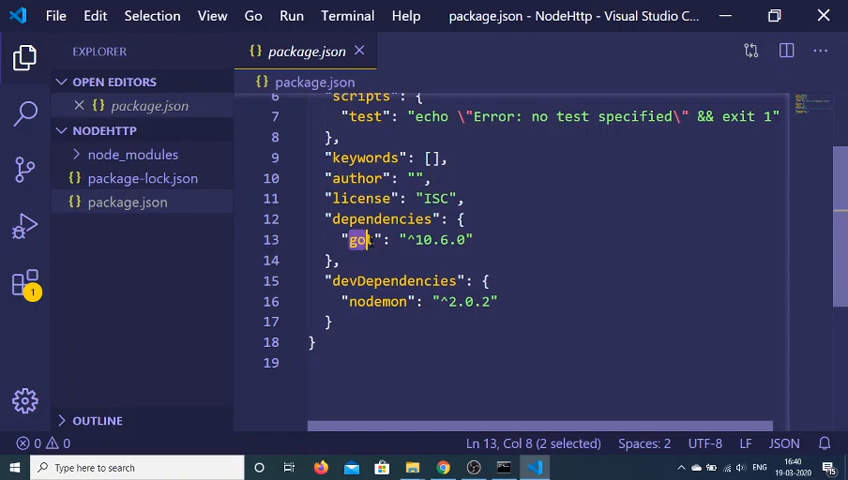 File Edit Selection View Go Run Terminal Help package.json - NodeHttp - Visual Studio C...
EXPLORER
{} package.json
OPEN EDITORS
{} package.json
{} package.json
NODEHTTP
node_modules
{} package-lock.json
{} package.json
OUTLINE
6 "scripts": {
7 "test": "echo \"Error: no test specified\" && exit 1"
8 },
9 "keywords": [],
10 "author": "",
11 "license": "ISC",
12 "dependencies": {
13 "got": "^10.6.0"
14 },
15 "devDependencies": {
16 "nodemon": "^2.0.2"
17 }
18 }
19
1
0 0 Ln 13, Col 8 (2 selected) Spaces: 2 UTF-8 LF JSON
Type here to search
ENG
16:40
19-03-2020
15